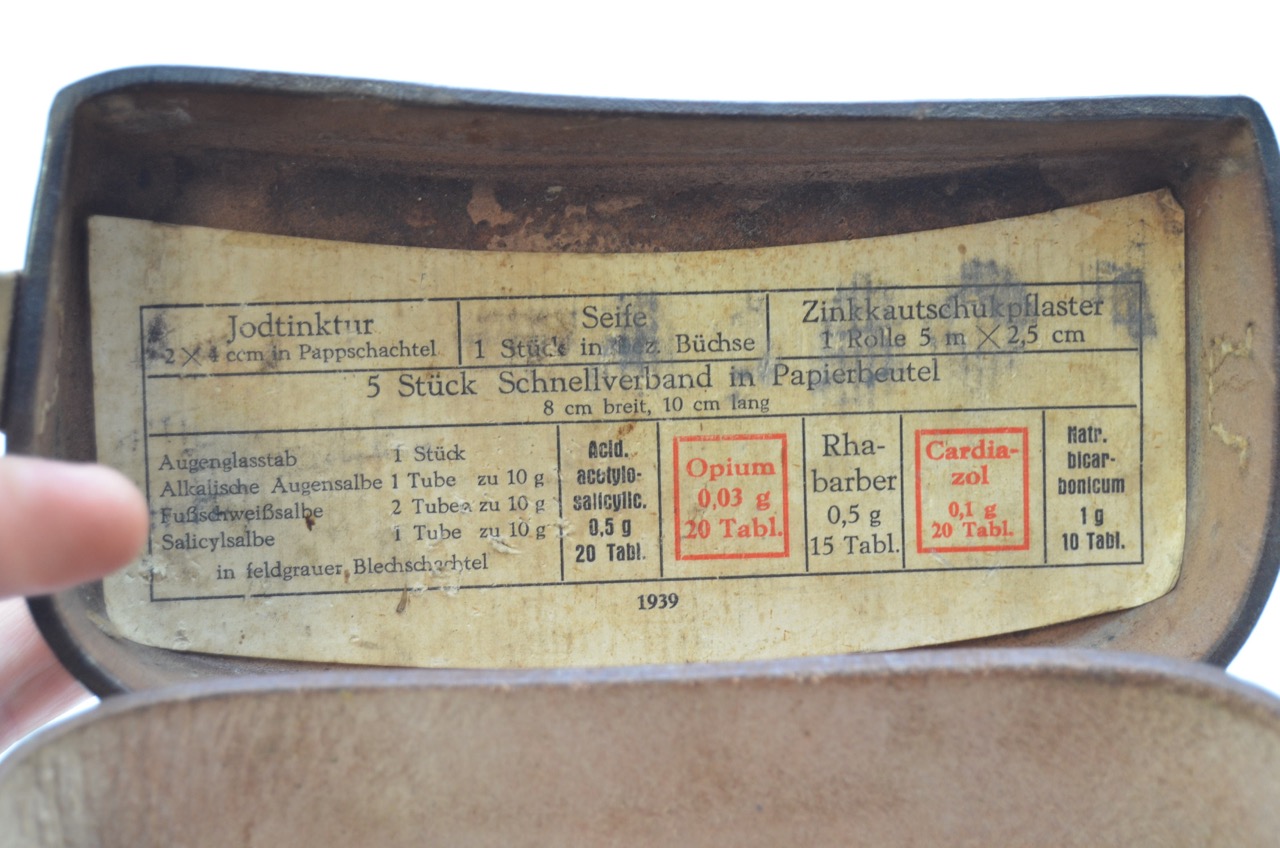 Jodtinktur
2 × 4 ccm in Pappschachtel
Seife
1 Stück in bez. Büchse
Zinkkautschukpflaster
1 Rolle 5 m × 2,5 cm
5 Stück Schnellverband in Papierbeutel
8 cm breit, 10 cm lang
Augenglasstab 1 Stück
Alkalische Augensalbe 1 Tube zu 10 g
Fußschweißsalbe 2 Tuben zu 10 g
Salicylsalbe 1 Tube zu 10 g
in feldgrauer Blechschachtel
Acid.
acetylo-
salicylic.
0,5 g
20 Tabl.
Opium
0,03 g
20 Tabl.
Rha-
barber
0,5 g
15 Tabl.
Cardia-
zol
0,1 g
20 Tabl.
Natr.
bicar-
bonicum
1 g
10 Tabl.
1939